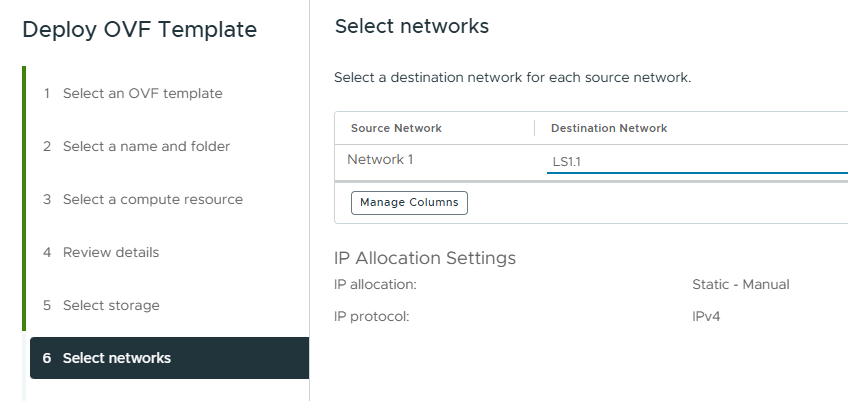 Deploy OVF Template
1 Select an OVF template
2 Select a name and folder
3 Select a compute resource
4 Review details
5 Select storage
6 Select networks
Select networks
Select a destination network for each source network.
Source Network Destination Network
Network 1 LS1.1
Manage Columns
IP Allocation Settings
IP allocation: Static - Manual
IP protocol: IPv4